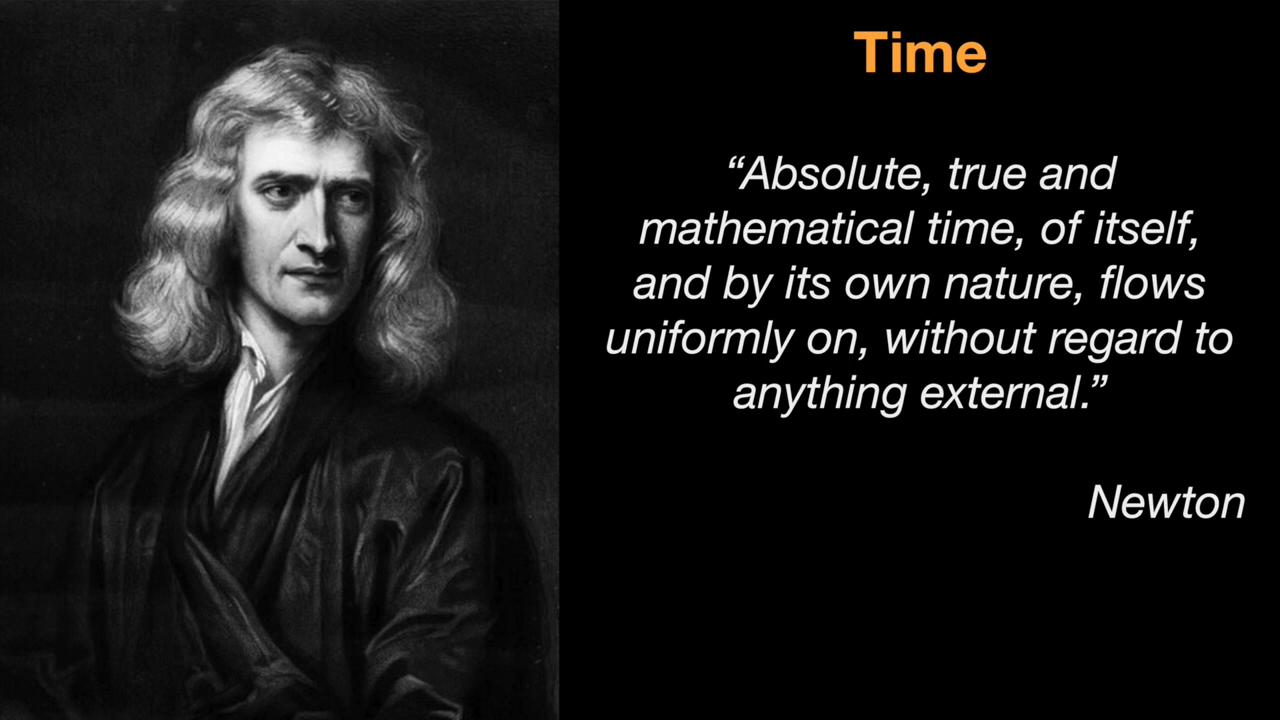 Time
“Absolute, true and
mathematical time, of itself,
and by its own nature, flows
uniformly on, without regard to
anything external.”
Newton